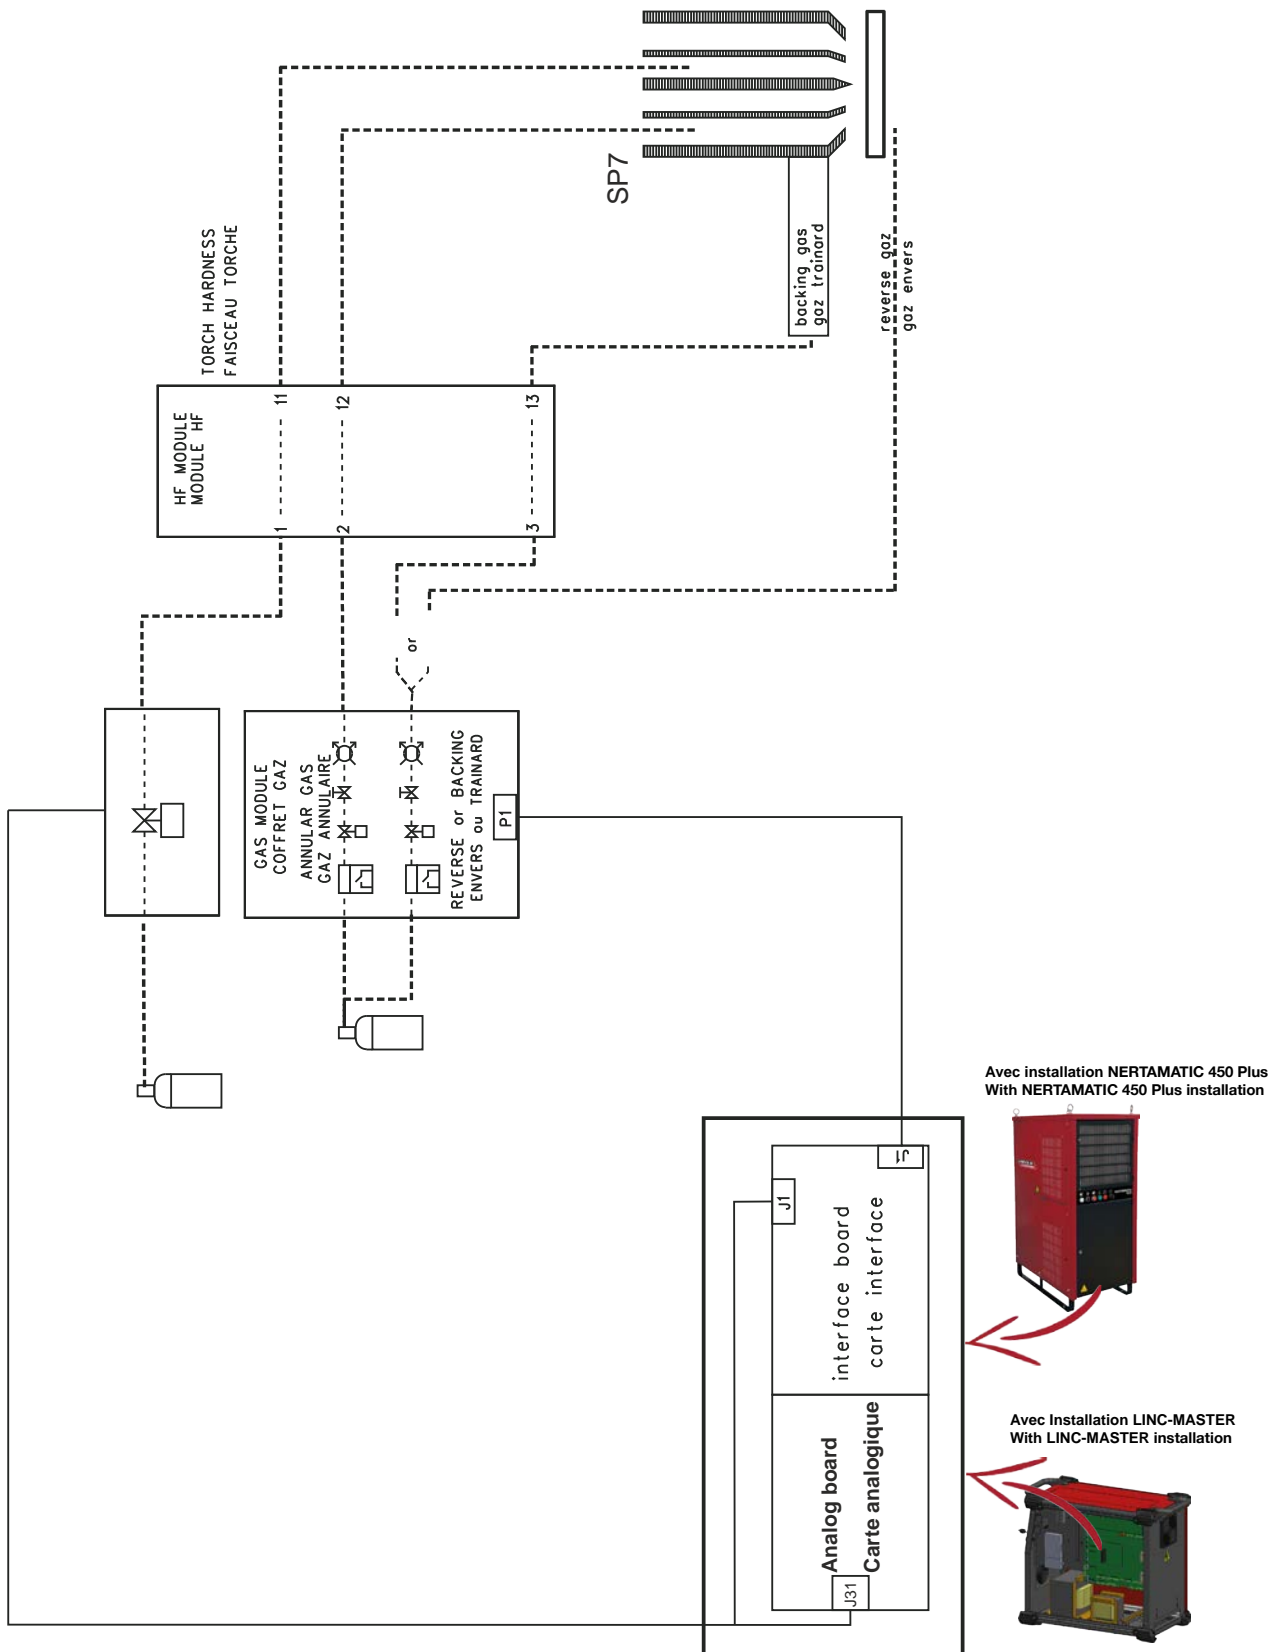 SP7
TORCH HARDNESS
FAISCEAU TORCHE
backing gas
gaz trainard
reverse gaz
gaz envers
HF MODULE
MODULE HF
11
12
13
1
2
3
or
GAS MODULE
COFFRET GAZ
ANNULAR GAS
GAZ ANNULAIRE
REVERSE or BACKING
ENVERS ou TRAINARD
P1
Avec installation NERTAMATIC 450 Plus
With NERTAMATIC 450 Plus installation
J1
J1
interface board
carte interface
Avec Installation LINC-MASTER
With LINC-MASTER installation
Analog board
Carte analogique
J31